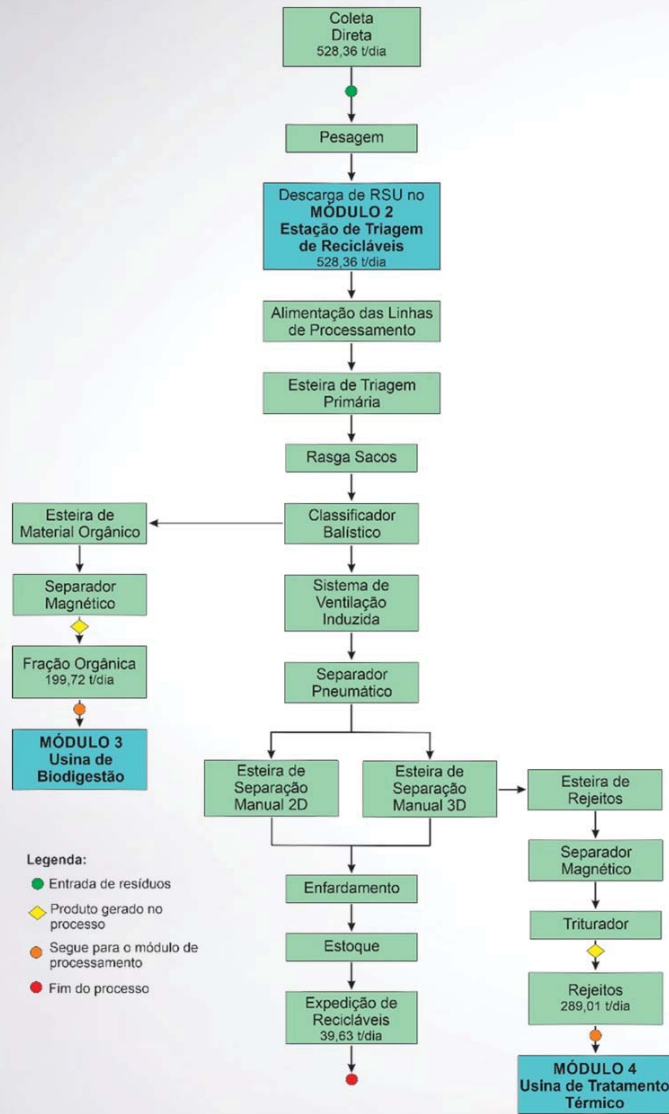 Coleta
Direta
528,36 t/dia
Pesagem
Descarga de RSU no
MÓDULO 2
Estação de Triagem
de Recicláveis
528,36 t/dia
Alimentação das Linhas
de Processamento
Esteira de Triagem
Primária
Rasga Sacos
Esteira de
Material Orgânico
Classificador
Balístico
Separador
Magnético
Sistema de
Ventilação
Induzida
Fração Orgânica
199,72 t/dia
Separador
Pneumático
MÓDULO 3
Usina de
Biodigestão
Esteira de
Separação
Manual 2D
Esteira de
Separação
Manual 3D
Esteira de
Rejeitos
Separador
Magnético
Legenda:
Entrada de resíduos
Produto gerado no
processo
Segue para o módulo de
processamento
Fim do processo
Enfardamento
Estoque
Expedição de
Recicláveis
39,63 t/dia
Triturador
Rejeitos
289,01 t/dia
MÓDULO 4
Usina de Tratamento
Térmico